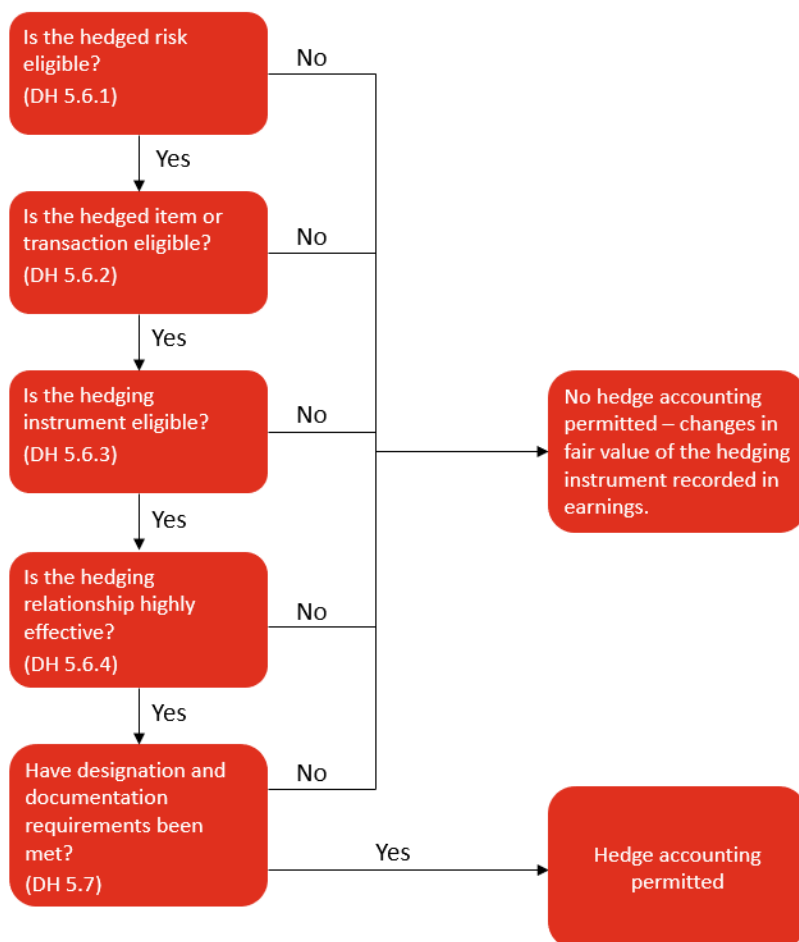 Is the hedged risk
eligible?
(DH 5.6.1)
No
Yes
Is the hedged item or
transaction eligible?
(DH 5.6.2)
No
Yes
Is the hedging
instrument eligible?
(DH 5.6.3)
No
No hedge accounting
permitted – changes in
fair value of the hedging
instrument recorded in
earnings.
Yes
Is the hedging
relationship highly
effective?
(DH 5.6.4)
No
Yes
Have designation and
documentation
requirements been
met?
(DH 5.7)
No
Yes
Hedge accounting
permitted